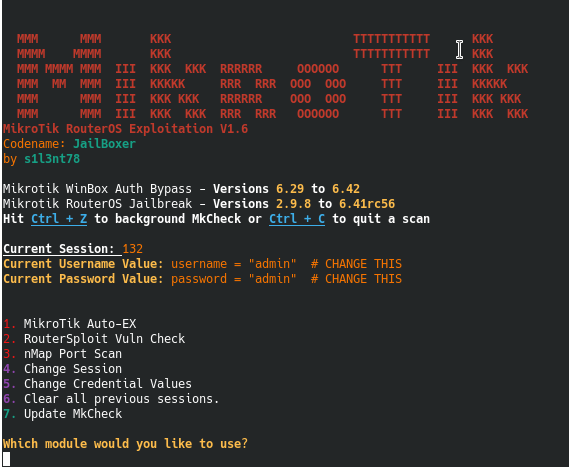 MMM      MMM       KKK                          TTTTTTTTTTT      KKK
MMMM    MMMM       KKK                          TTTTTTTTTTT      KKK
MMM MMMM MMM  III  KKK  KKK  RRRRRR     OOOOOO      TTT     III  KKK  KKK
MMM  MM  MMM  III  KKKKK     RRR  RRR  OOO  OOO     TTT     III  KKKKK
MMM      MMM  III  KKK KKK   RRRRRR    OOO  OOO     TTT     III  KKK KKK
MMM      MMM  III  KKK  KKK  RRR  RRR   OOOOOO      TTT     III  KKK  KKK
MikroTik RouterOS Exploitation V1.6
Codename: JailBoxer
by s1l3nt78
Mikrotik WinBox Auth Bypass – Versions 6.29 to 6.42
Mikrotik RouterOS Jailbreak – Versions 2.9.8 to 6.41rc56
Hit Ctrl + Z to background MkCheck or Ctrl + C to quit a scan
Current Session: 132
Current Username Value: username = "admin"  # CHANGE THIS
Current Password Value: password = "admin"  # CHANGE THIS
1. MikroTik Auto-EX
2. RouterSploit Vuln Check
3. nMap Port Scan
4. Change Session
5. Change Credential Values
6. Clear all previous sessions.
7. Update MkCheck
Which module would you like to use?